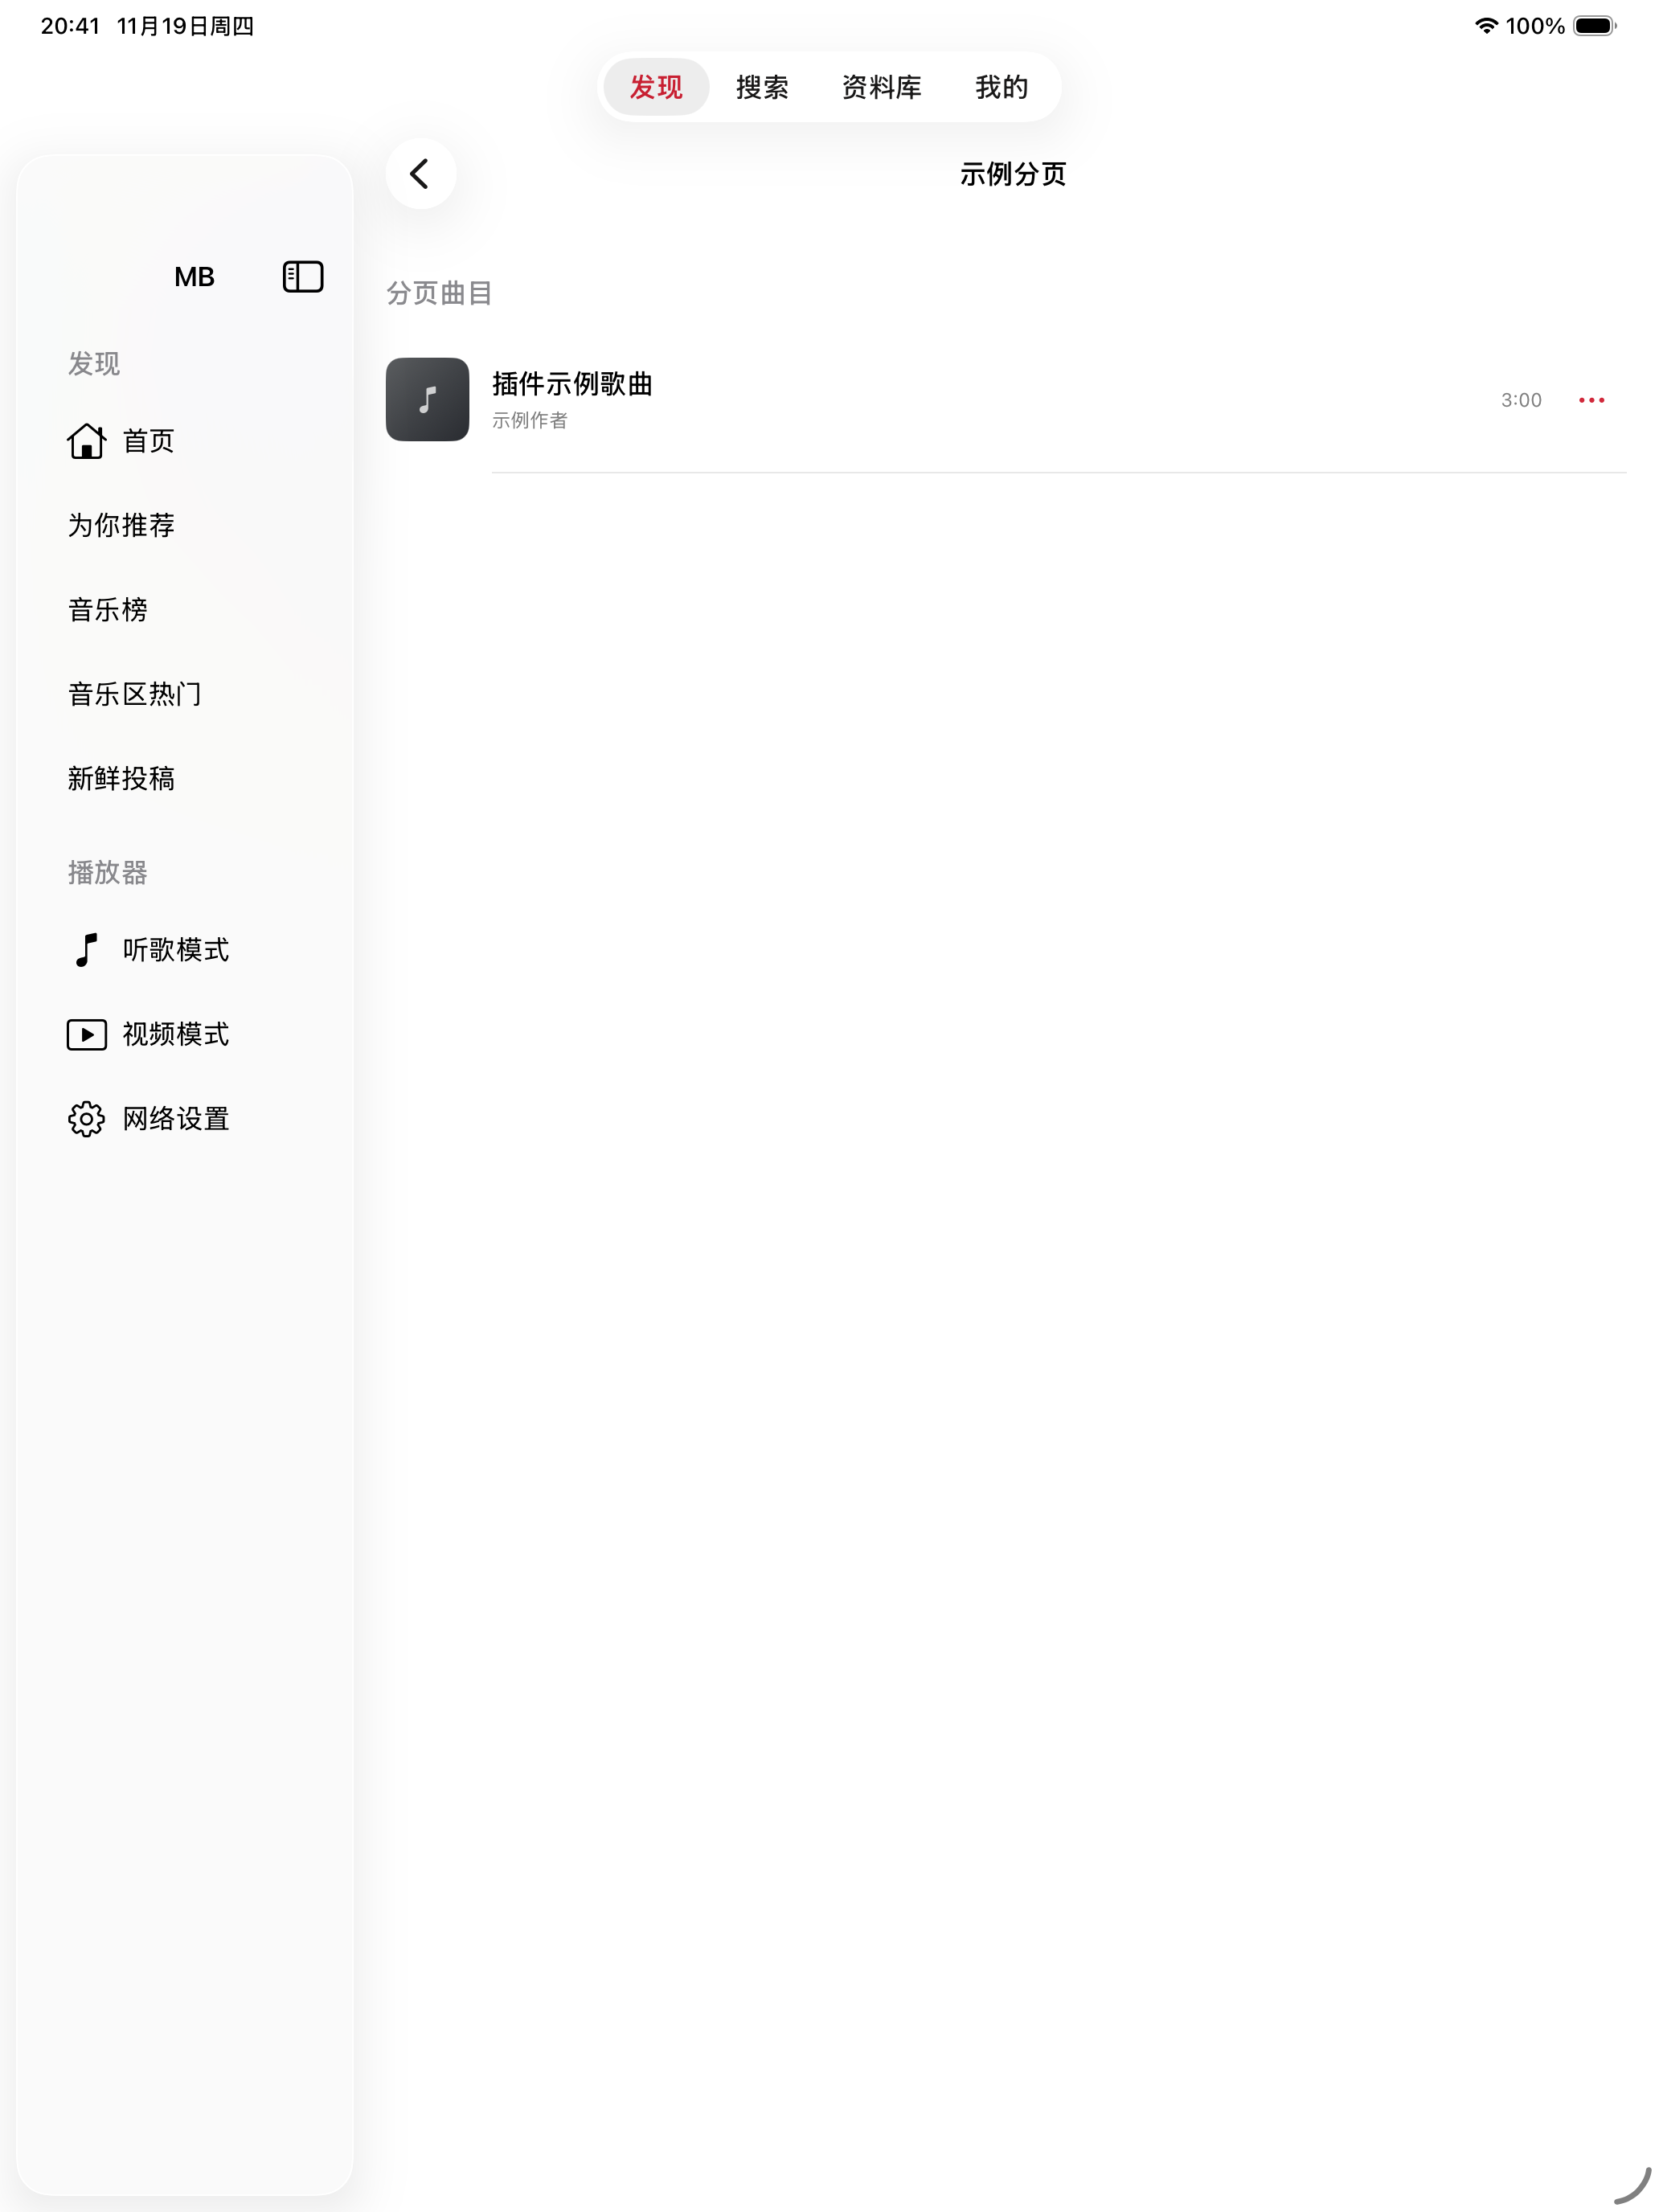 20:41 11月19日周四
100%
发现 搜索 资料库 我的
示例分页
MB
发现
首页
为你推荐
音乐榜
音乐区热门
新鲜投稿
播放器
听歌模式
视频模式
网络设置
分页曲目
插件示例歌曲
示例作者
3:00